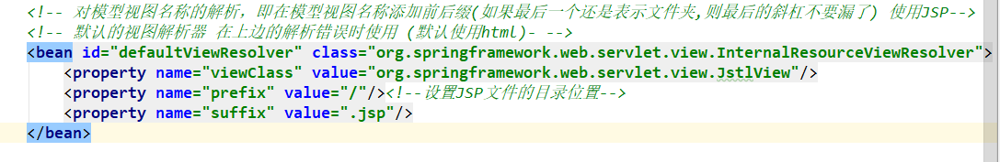 <!-- 对模型视图名称的解析，即在模型视图名称添加前后缀(如果最后一个还是表示文件夹,则最后的斜杠不要漏了) 使用JSP-->
<!-- 默认的视图解析器 在上边的解析错误时使用 (默认使用html)- -->
<bean id="defaultViewResolver" class="org.springframework.web.servlet.view.InternalResourceViewResolver">
<property name="viewClass" value="org.springframework.web.servlet.view.JstlView"/>
<property name="prefix" value="/"/><!--设置JSP文件的目录位置-->
<property name="suffix" value=".jsp"/>
</bean>